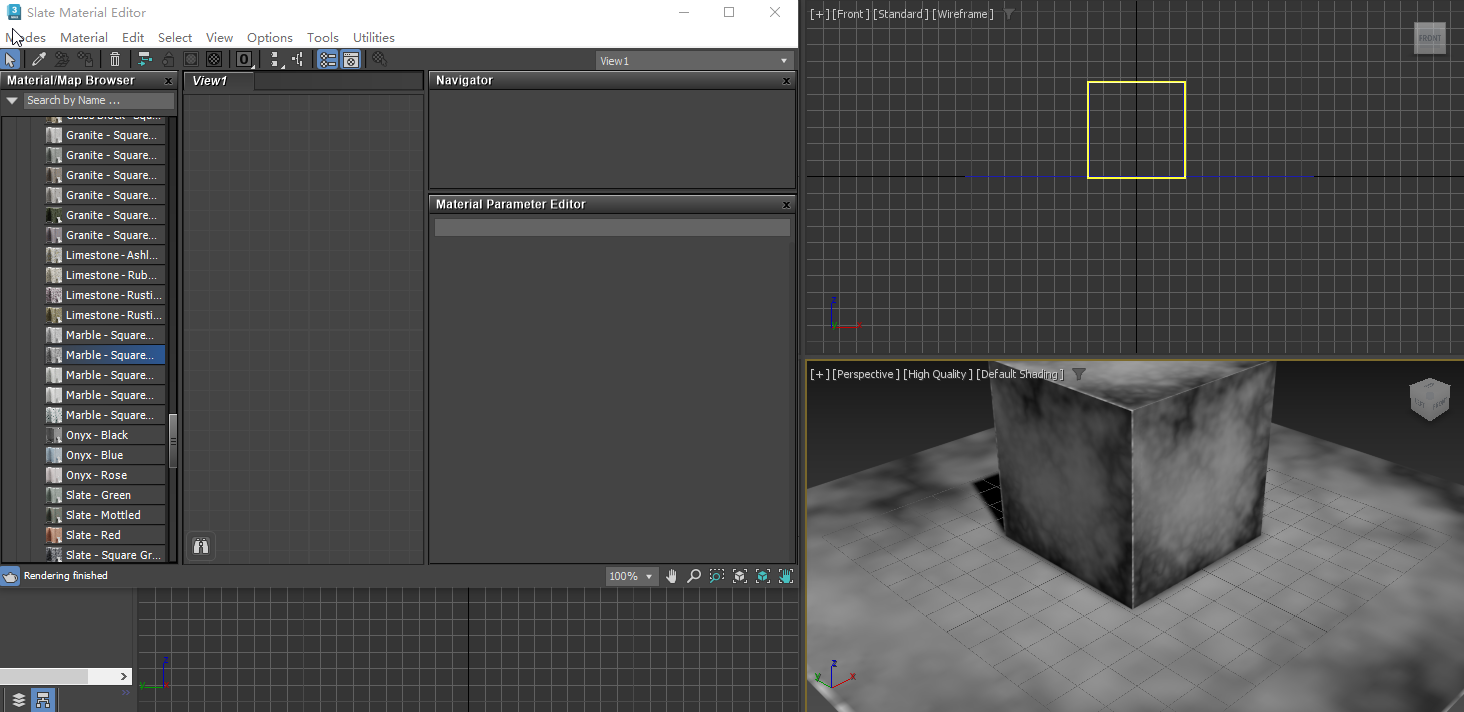 Slate Material Editor
Modes Material Edit Select View Options Tools Utilities
View1
Material/Map Browser
Search by Name ...
Granite - Square...
Granite - Square...
Granite - Square...
Granite - Square...
Granite - Square...
Granite - Square...
Limestone - Ashl...
Limestone - Rub...
Limestone - Rusti...
Limestone - Rusti...
Marble - Square...
Marble - Square...
Marble - Square...
Marble - Square...
Marble - Square...
Onyx - Black
Onyx - Blue
Onyx - Rose
Slate - Green
Slate - Mottled
Slate - Red
Slate - Square Gr...
View1
Navigator
Material Parameter Editor
Rendering finished
100%
z
y
[+] [Front] [Standard] [Wireframe]
FRONT
z
y x
[+] [Perspective] [High Quality] [Default Shading]
z
y x